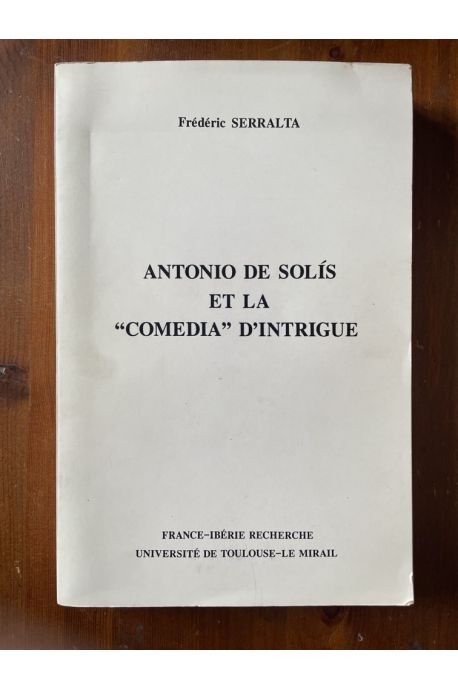 Frédéric SERRALTA
ANTONIO DE SOLÍS
ET LA
“COMEDIA” D'INTRIGUE
FRANCE–IBÉRIE RECHERCHE
UNIVERSITÉ DE TOULOUSE–LE MIRAIL